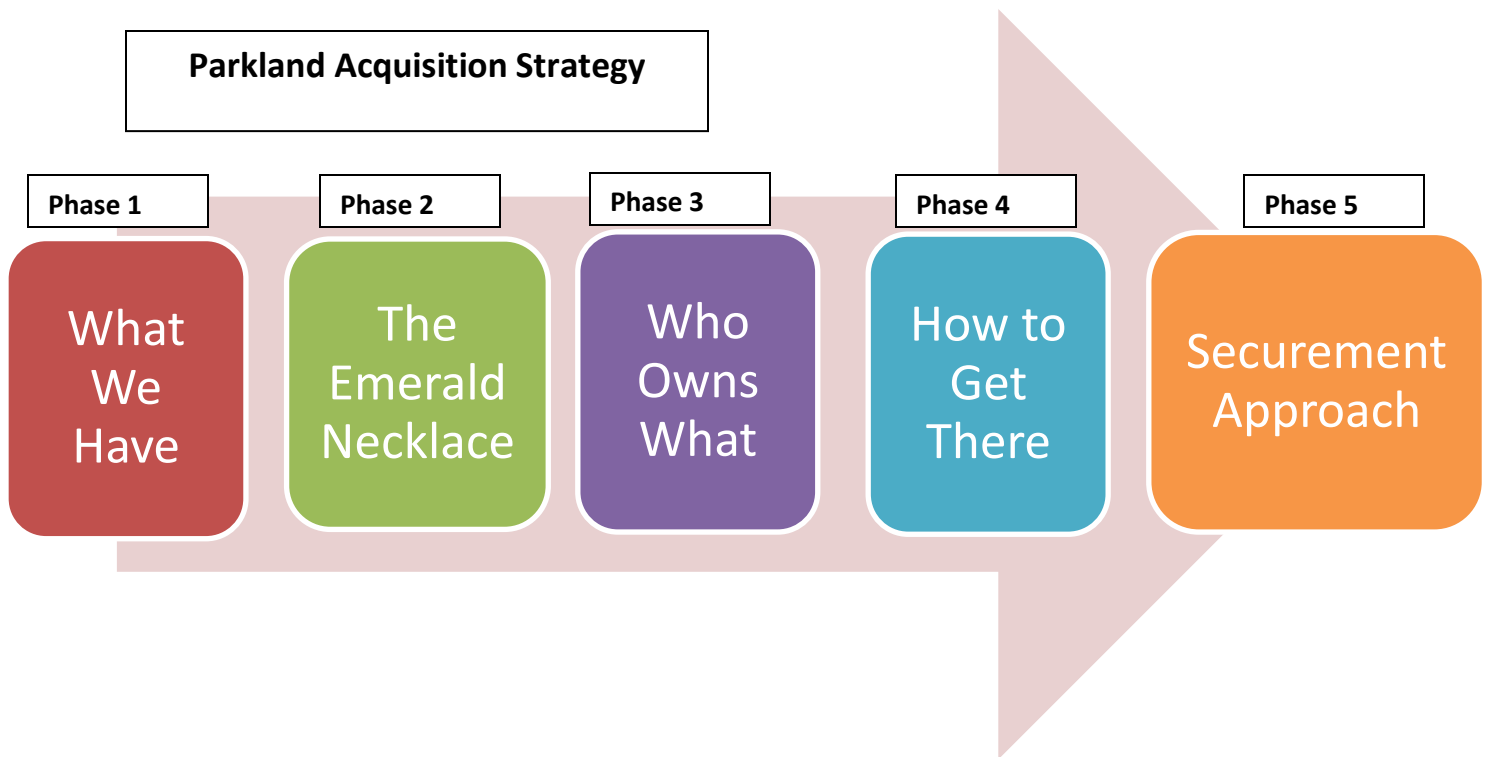 Parkland Acquisition Strategy
Phase 1
What
We
Have
Phase 2
The
Emerald
Necklace
Phase 3
Who
Owns
What
Phase 4
How to
Get
There
Phase 5
Securement
Approach